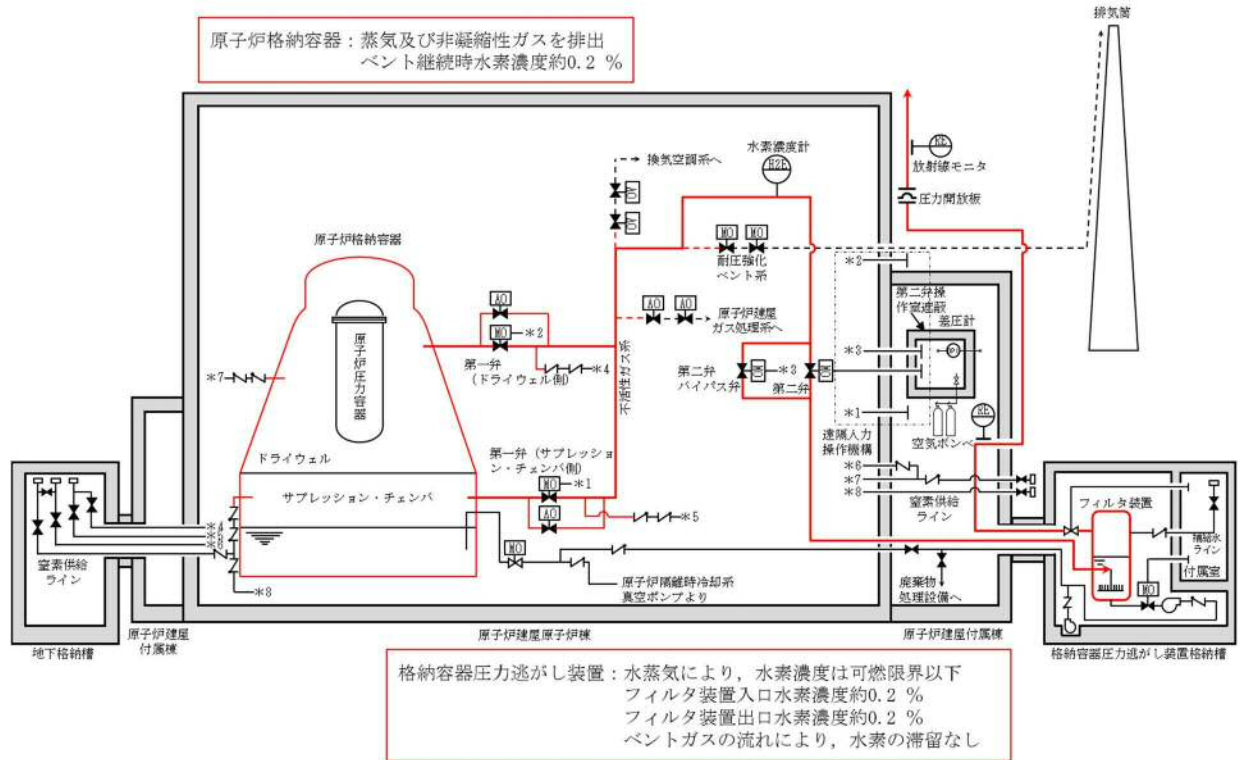 原子炉格納容器：蒸気及び非凝縮性ガスを排出
ベント継続時水素濃度約0.2 %
排気筒
水素濃度計
H2E
換気空調系へ
AO
AO
RE
放射線モニタ
圧力開放板
原子炉格納容器
MO
MO
耐圧強化
ベント系
*2
第二弁操
作室遮蔽
差圧計
AO
MO
*2
AO
AO
原子炉建屋
ガス処理系へ
第一弁
（ドライウェル側）
*4
不活性ガス系
原子炉圧力容器
*7
*3
第二弁
バイパス弁
MO
*3
第二弁
MO
*1
遠隔人力
操作機構
空気ボンベ
RE
ドライウェル
第一弁（サプレッショ
ン・チェンバ側）
MO
*1
*6
*7
*8
窒素供給
ライン
サプレッション・チェンバ
AO
*5
フィルタ装置
補給水
ライン
付属室
MO
*4
*5
*6
窒素供給
ライン
*8
MO
原子炉隔離時冷却系
真空ポンプより
廃棄物
処理設備へ
地下格納槽
原子炉建屋
付属棟
原子炉建屋原子炉棟
原子炉建屋付属棟
格納容器圧力逃がし装置格納槽
格納容器圧力逃がし装置：水蒸気により，水素濃度は可燃限界以下
フィルタ装置入口水素濃度約0.2 %
フィルタ装置出口水素濃度約0.2 %
ベントガスの流れにより，水素の滞留なし